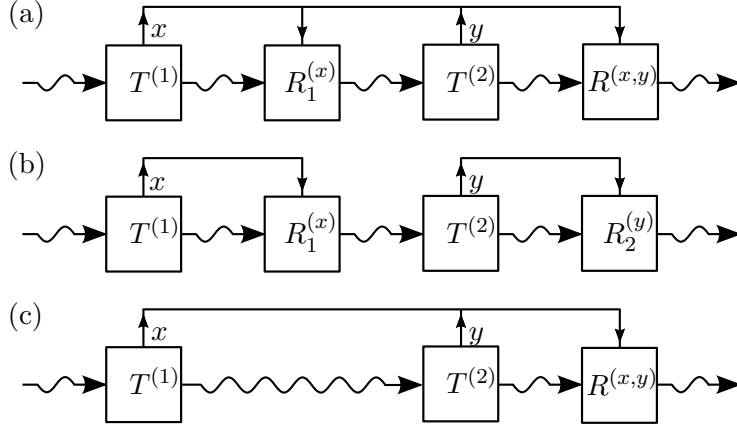 (a) x y
T^(1) R_1^(x) T^(2) R^(x,y)
(b) x y
T^(1) R_1^(x) T^(2) R_2^(y)
(c) x y
T^(1) T^(2) R^(x,y)